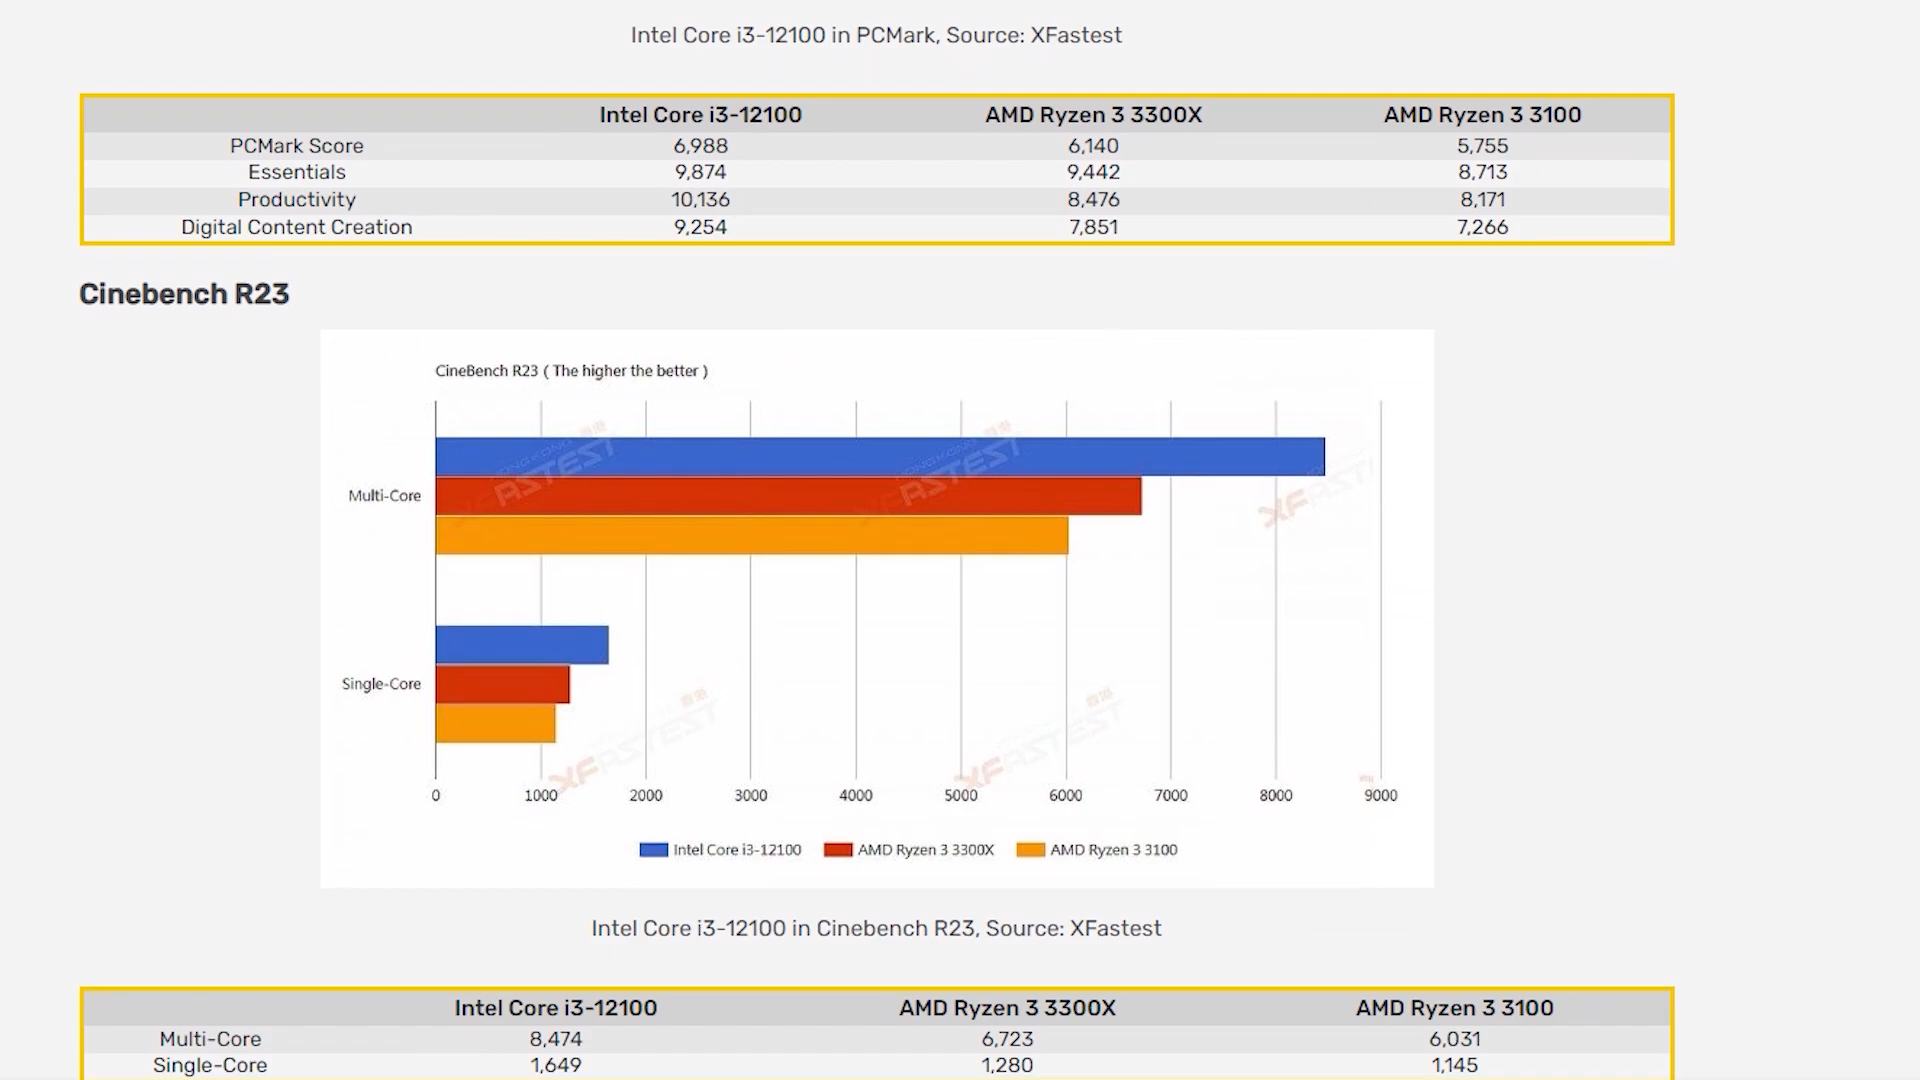 Intel Core i3-12100 in PCMark, Source: XFastest
Intel Core i3-12100 AMD Ryzen 3 3300X AMD Ryzen 3 3100
PCMark Score 6,988 6,140 5,755
Essentials 9,874 9,442 8,713
Productivity 10,136 8,476 8,171
Digital Content Creation 9,254 7,851 7,266
Cinebench R23
CineBench R23 ( The higher the better )
Multi-Core
Single-Core
XFASTEST
XFASTEST
XFASTEST
XFASTEST
0 1000 2000 3000 4000 5000 6000 7000 8000 9000
Intel Core i3-12100 AMD Ryzen 3 3300X AMD Ryzen 3 3100
Intel Core i3-12100 in Cinebench R23, Source: XFastest
Intel Core i3-12100 AMD Ryzen 3 3300X AMD Ryzen 3 3100
Multi-Core 8,474 6,723 6,031
Single-Core 1,649 1,280 1,145